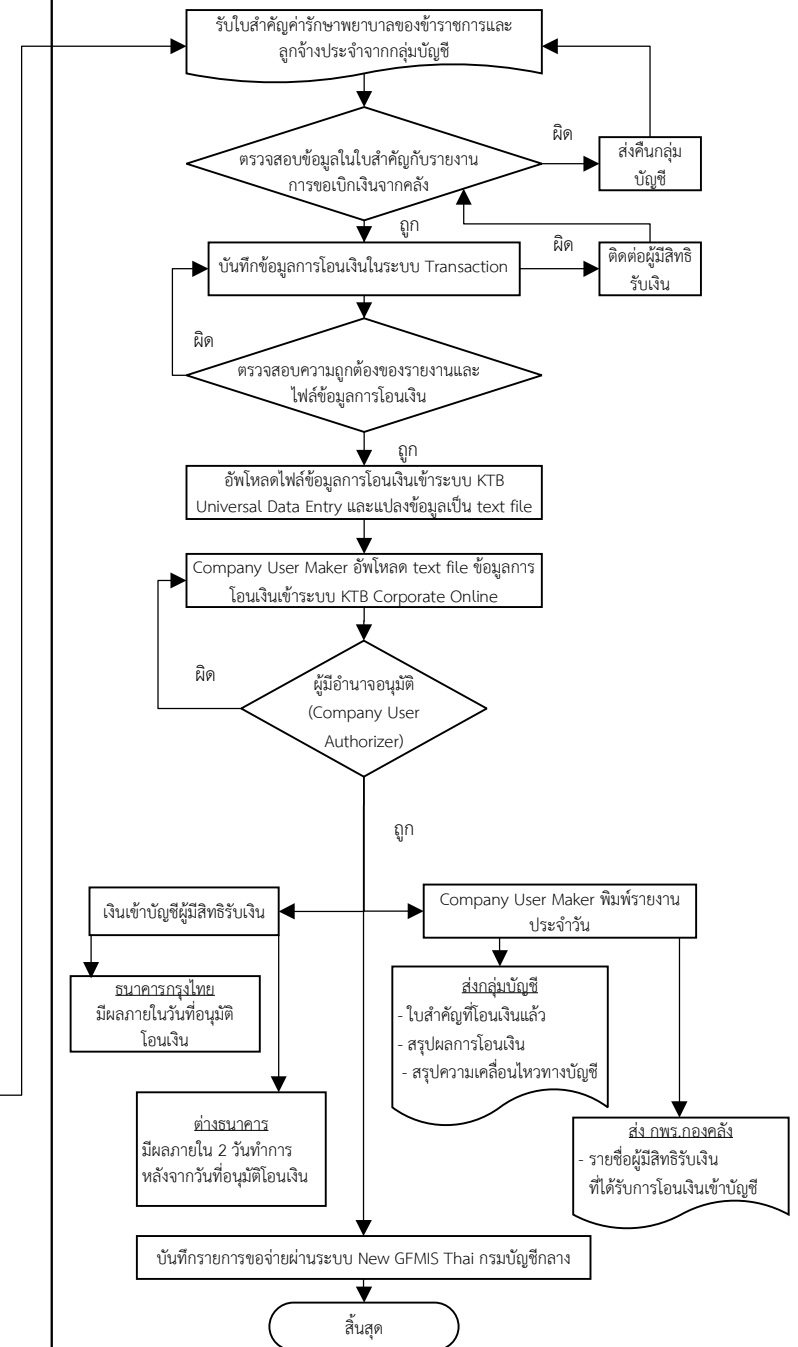 รับใบสำคัญค่ารักษาพยาบาลของข้าราชการและ
ลูกจ้างประจำจากกลุ่มบัญชี
ผิด
ตรวจสอบข้อมูลในใบสำคัญกับรายงาน
การขอเบิกเงินจากคลัง
ส่งคืนกลุ่ม
บัญชี
ถูก
บันทึกข้อมูลการโอนเงินในระบบ Transaction
ผิด
ติดต่อผู้มีสิทธิ
รับเงิน
ผิด
ตรวจสอบความถูกต้องของรายงานและ
ไฟล์ข้อมูลการโอนเงิน
ถูก
อัพโหลดไฟล์ข้อมูลการโอนเงินเข้าระบบ KTB
Universal Data Entry และแปลงข้อมูลเป็น text file
Company User Maker อัพโหลด text file ข้อมูลการ
โอนเงินเข้าระบบ KTB Corporate Online
ผิด
ผู้มีอำนาจอนุมัติ
(Company User
Authorizer)
ถูก
เงินเข้าบัญชีผู้มีสิทธิรับเงิน
Company User Maker พิมพ์รายงาน
ประจำวัน
ธนาคารกรุงไทย
มีผลภายในวันที่อนุมัติ
โอนเงิน
ส่งกลุ่มบัญชี
- ใบสำคัญที่โอนเงินแล้ว
- สรุปผลการโอนเงิน
- สรุปความเคลื่อนไหวทางบัญชี
ต่างธนาคาร
มีผลภายใน 2 วันทำการ
หลังจากวันที่อนุมัติโอนเงิน
ส่ง กพร.กองคลัง
- รายชื่อผู้มีสิทธิรับเงิน
ที่ได้รับการโอนเงินเข้าบัญชี
บันทึกรายการขอจ่ายผ่านระบบ New GFMIS Thai กรมบัญชีกลาง
สิ้นสุด